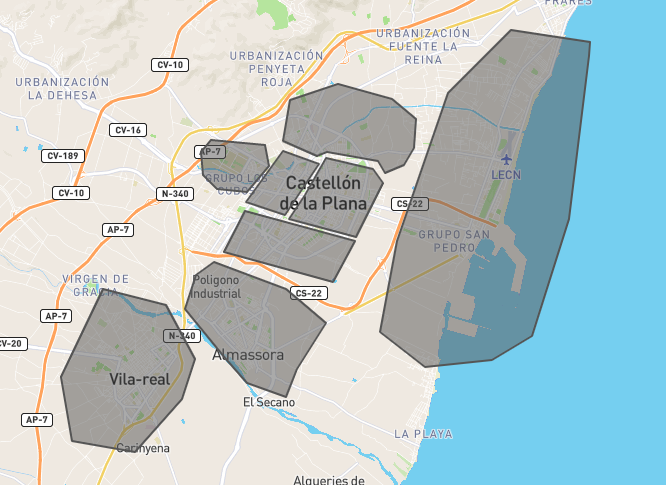 PRARES
URBANIZACIÓN
FUENTE LA
REINA
URBANIZACIÓN
PENYETA
ROJA
CV-10
URBANIZACIÓN
LA DEHESA
CV-16
AP-7
CV-189
LECN
GRUPO LOS
CUBOS
Castellón
de la Plana
CV-10
N-340
CS-22
AP-7
GRUPO SAN
PEDRO
VIRGEN DE
GRACIA
Polígono
Industrial
CS-22
AP-7
N-340
CV-20
Almassora
Vila-real
El Secano
AP-7
LA PLAYA
Carinyena
Alqueries de